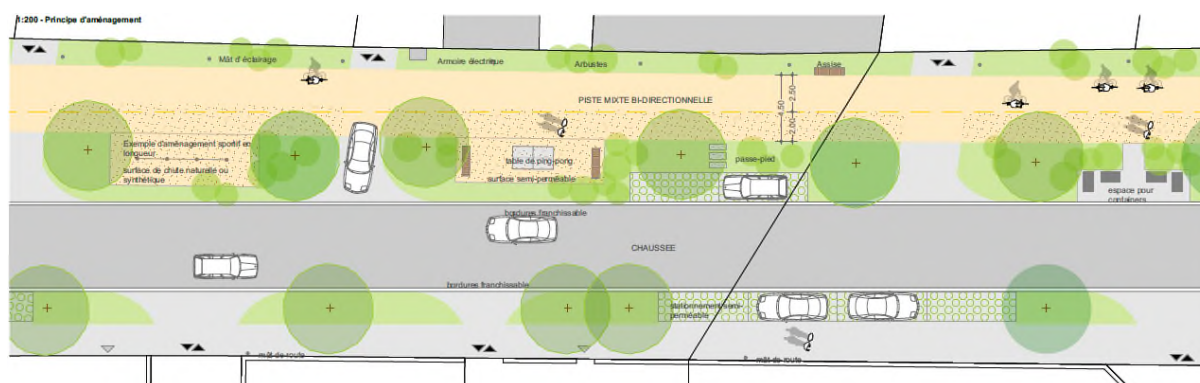 1:200 - Principe d'aménagement
Mât d'éclairage
Armoire électrique
Arbustes
Assise
PISTE MIXTE BI-DIRECTIONNELLE
4.50
2.50
2.00
Exemple d'aménagement sportif en
longueur
surface de chute naturelle ou
synthétique
table de ping-pong
surface semi-perméable
passe-pied
espace pour
containers
bordures franchissable
CHAUSSEE
bordures franchissable
stationnement semi-
perméable
mât de route
mât de route